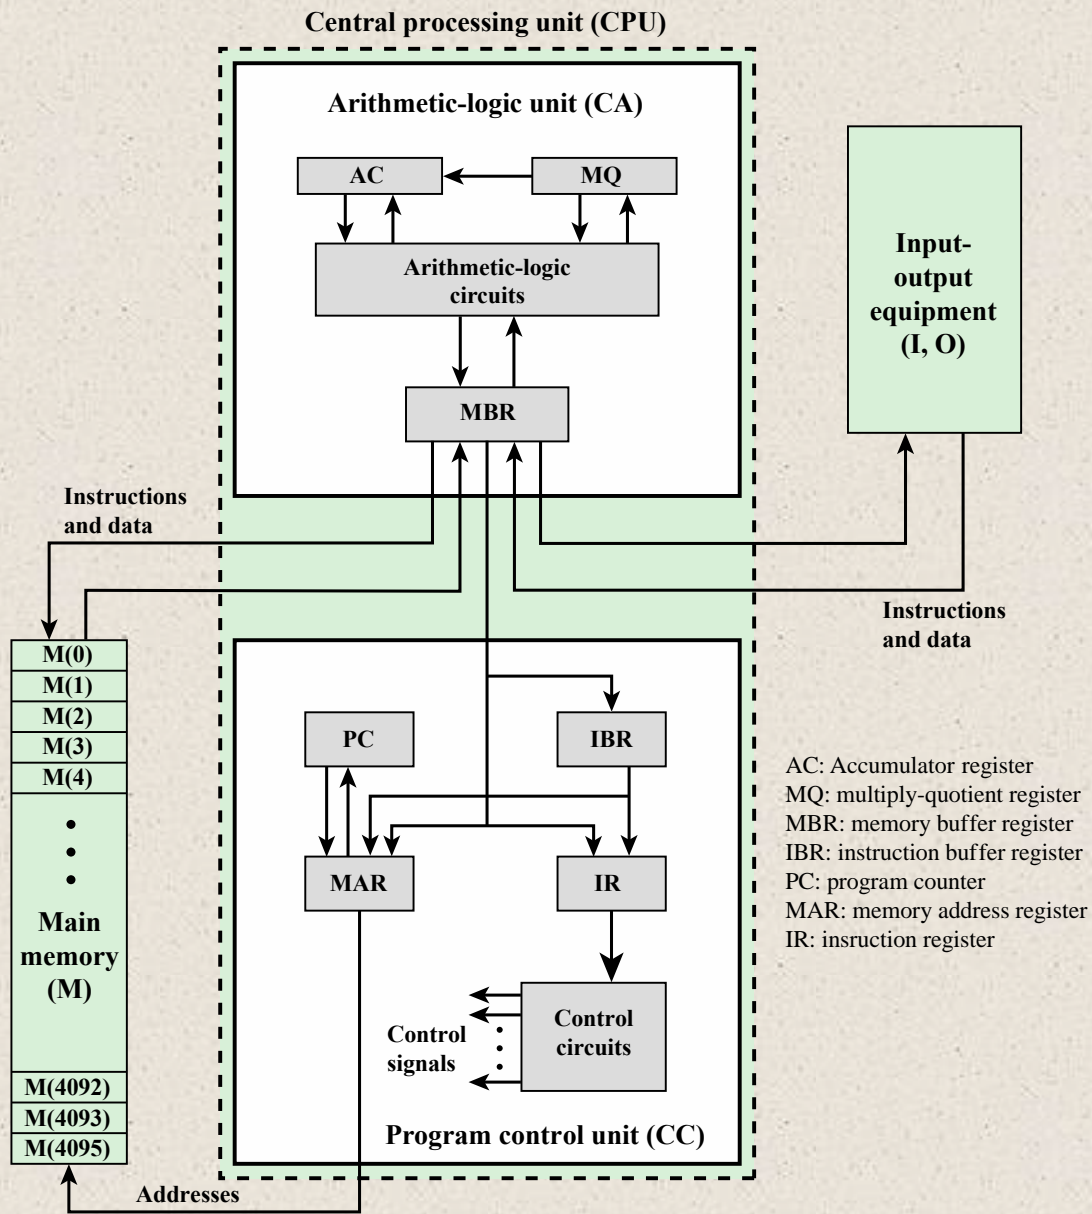 Central processing unit (CPU)
Arithmetic-logic unit (CA)
AC
MQ
Arithmetic-logic
circuits
MBR
Input-
output
equipment
(I, O)
Instructions
and data
Instructions
and data
M(0)
M(1)
M(2)
M(3)
M(4)
Main
memory
(M)
M(4092)
M(4093)
M(4095)
PC
IBR
MAR
IR
Control
circuits
Control
signals
Program control unit (CC)
Addresses
AC: Accumulator register
MQ: multiply-quotient register
MBR: memory buffer register
IBR: instruction buffer register
PC: program counter
MAR: memory address register
IR: insruction register